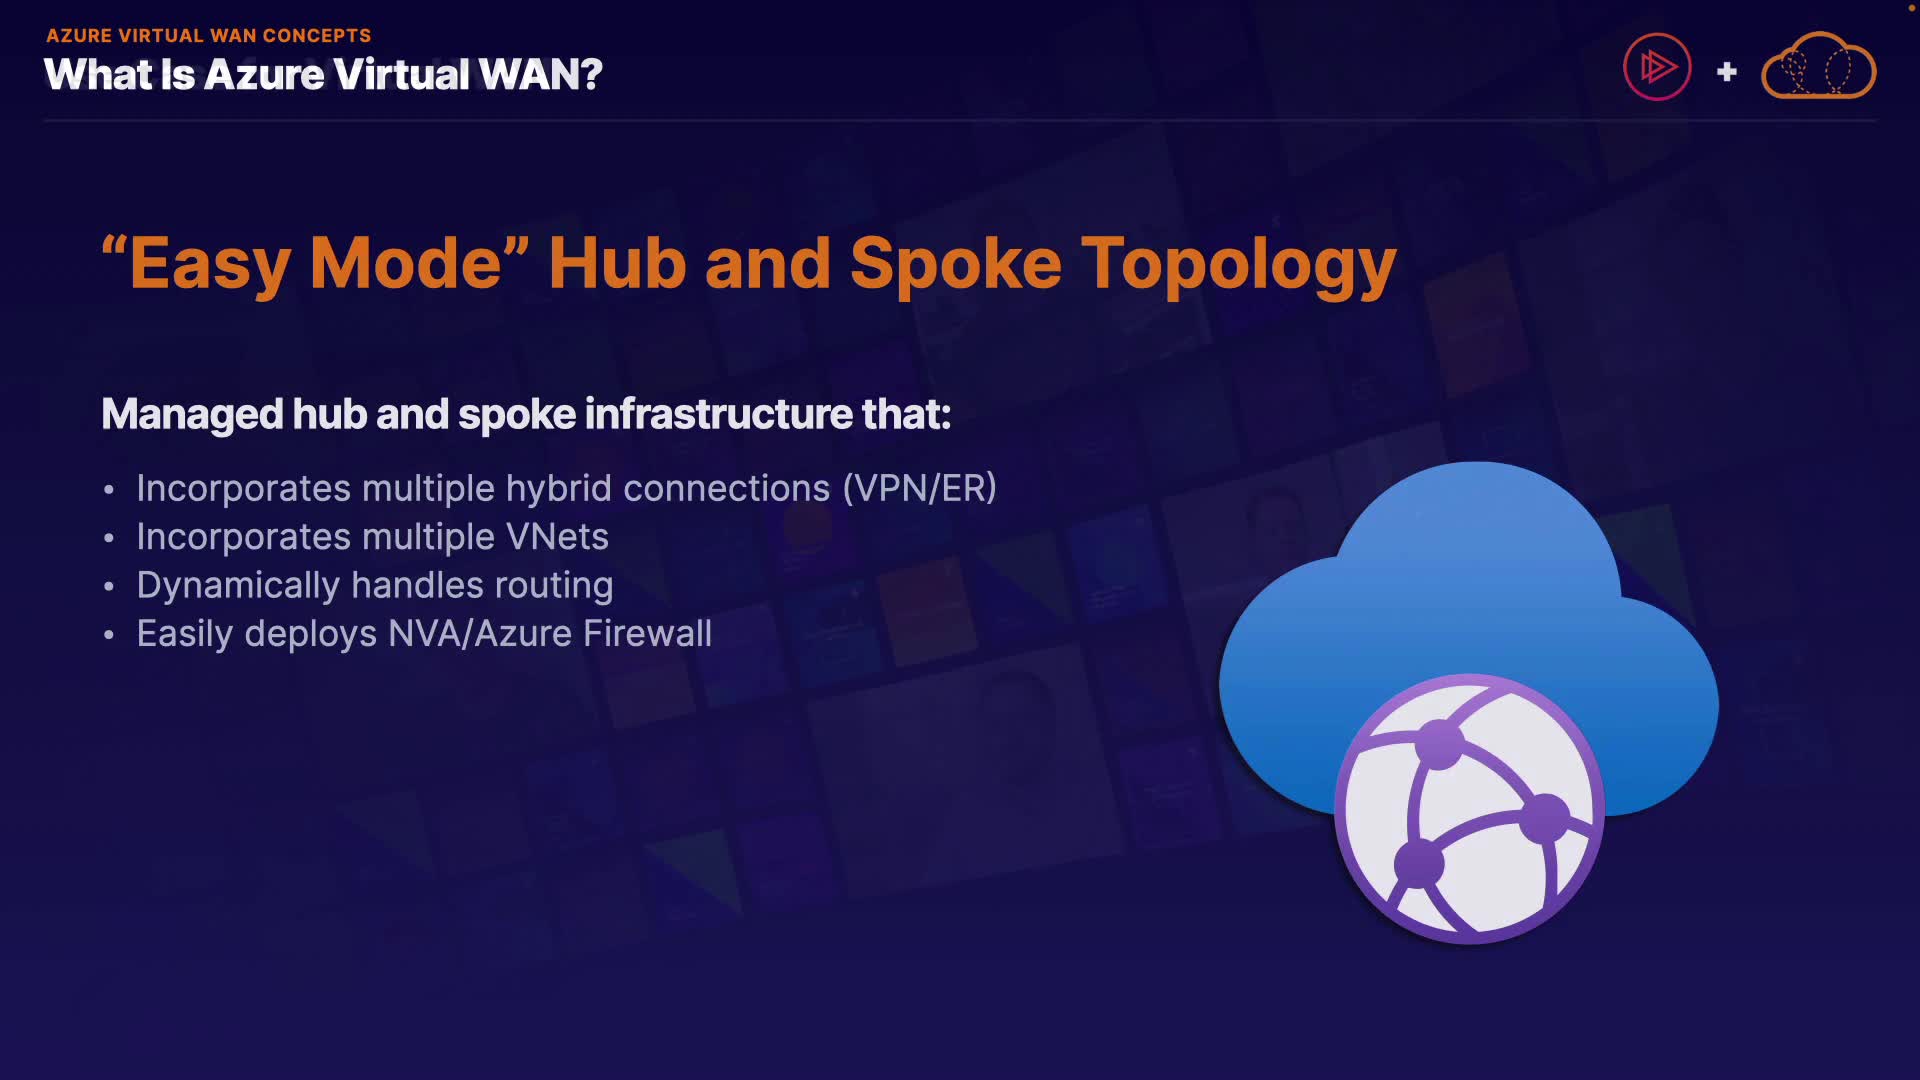 AZURE VIRTUAL WAN CONCEPTS
What Is Azure Virtual WAN?
“Easy Mode” Hub and Spoke Topology
Managed hub and spoke infrastructure that:
• Incorporates multiple hybrid connections (VPN/ER)
• Incorporates multiple VNets
• Dynamically handles routing
• Easily deploys NVA/Azure Firewall